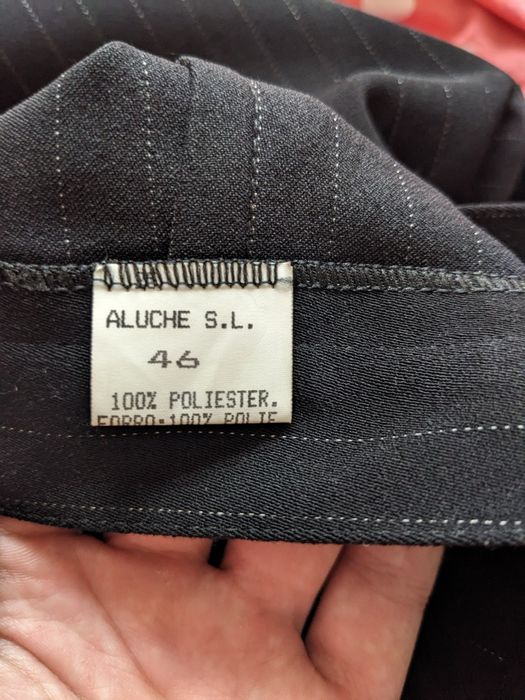 ALUCHE S.L.
46
100% POLIESTER.
FORRO:100% POLIE